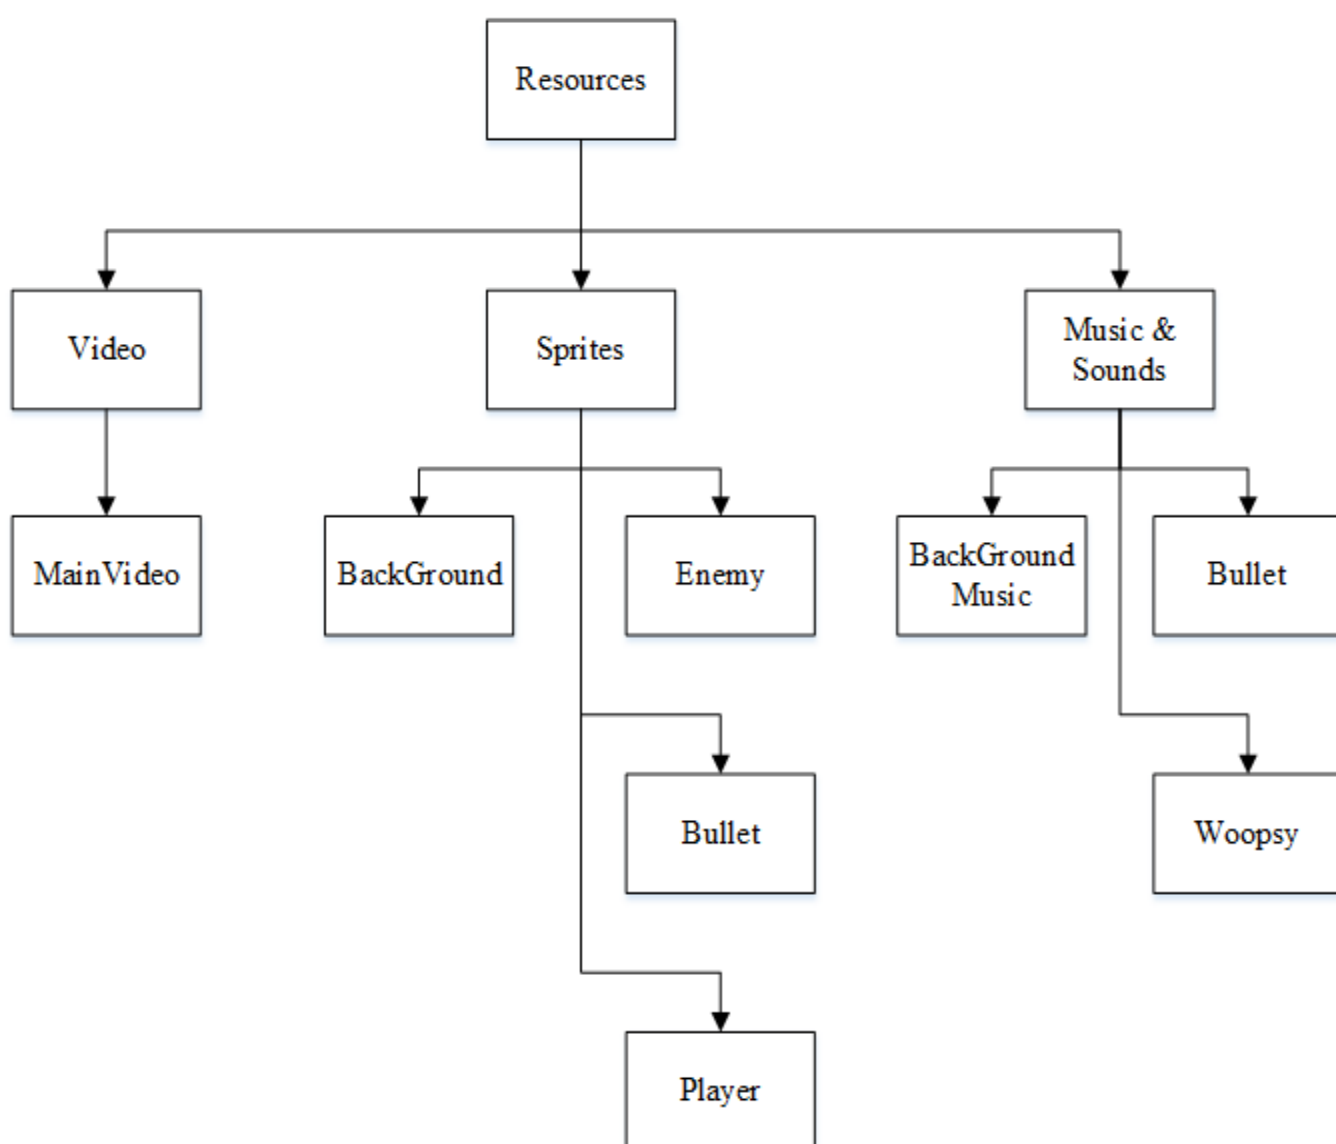 Resources
Video
Sprites
Music &
Sounds
MainVideo
BackGround
Enemy
BackGround
Music
Bullet
Bullet
Woopsy
Player